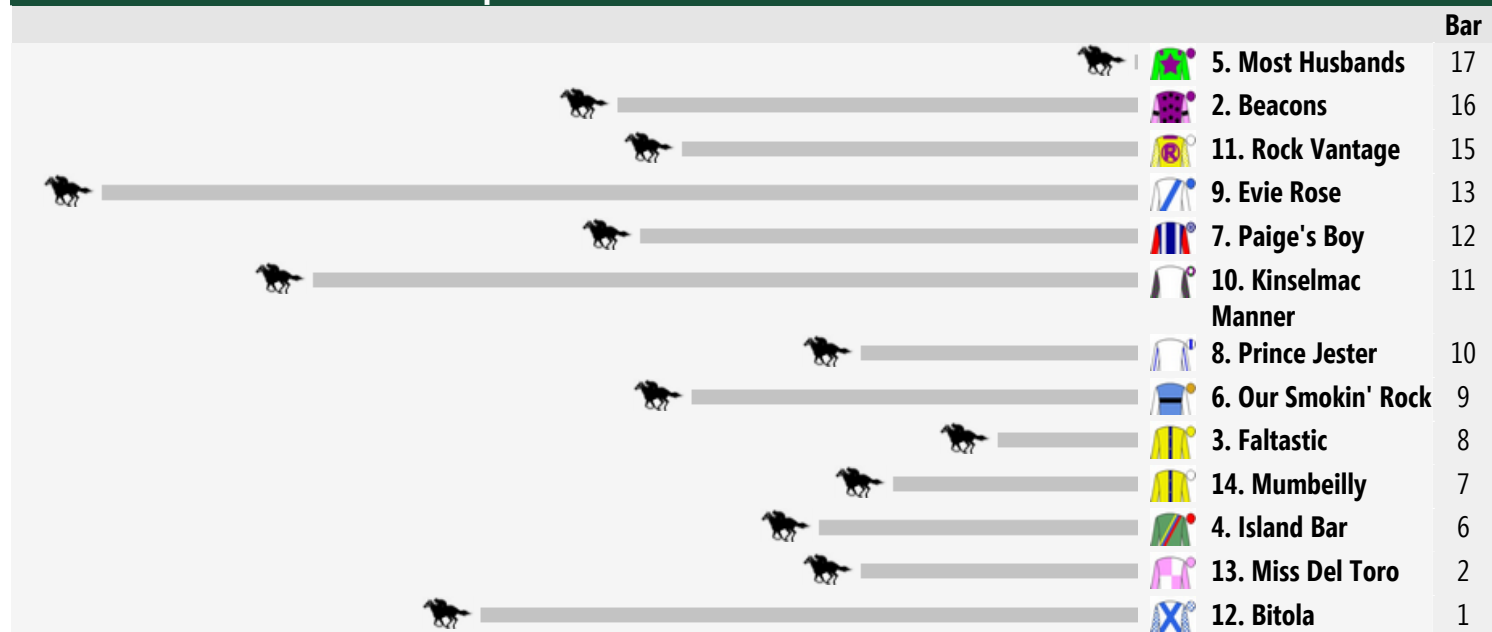 Bar
5. Most Husbands 17
2. Beacons 16
R 11. Rock Vantage 15
9. Evie Rose 13
7. Paige's Boy 12
10. Kinselmac 11
Manner
8. Prince Jester 10
6. Our Smokin' Rock 9
3. Faltastic 8
14. Mumbeilly 7
4. Island Bar 6
13. Miss Del Toro 2
12. Bitola 1